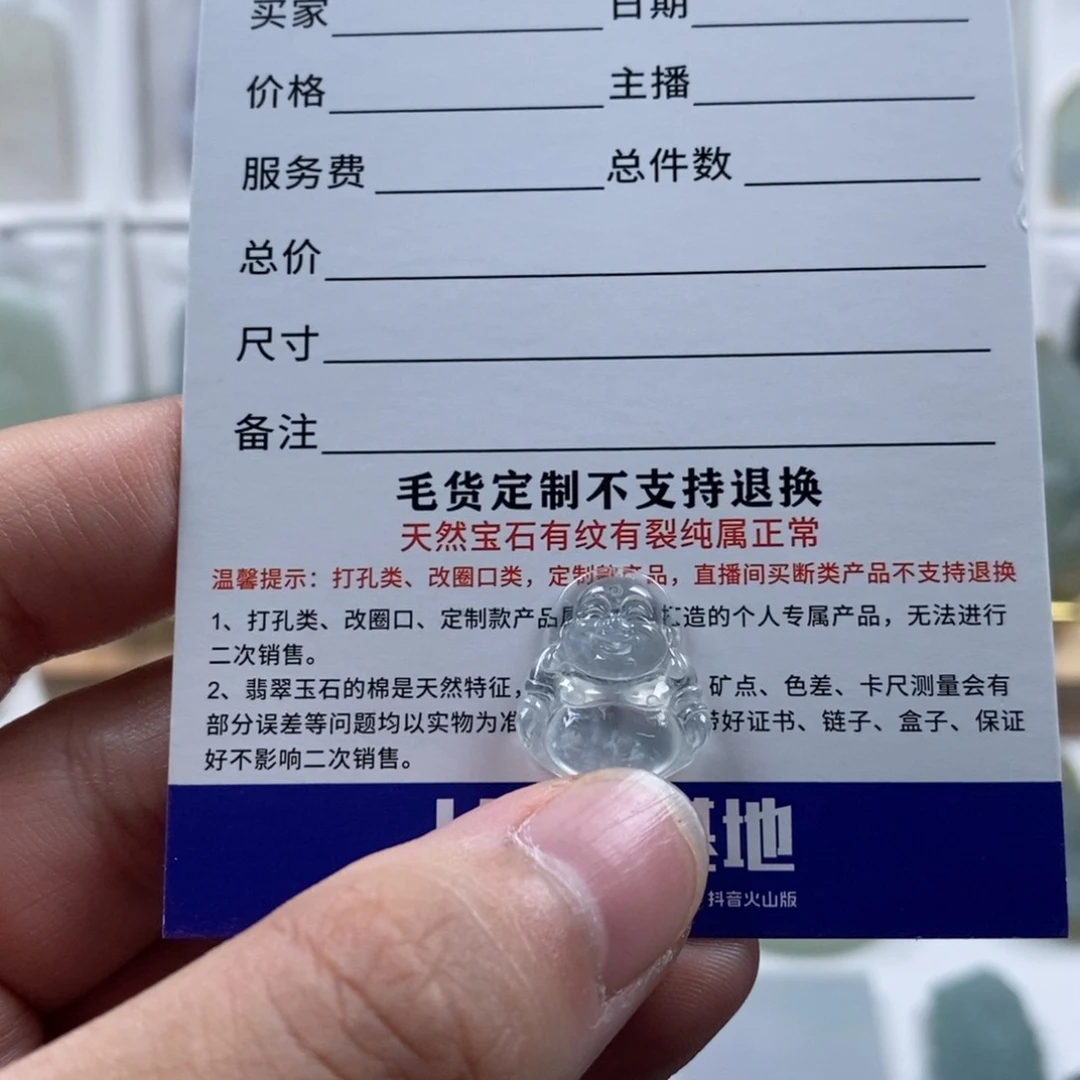 买家 日期
价格 主播
服务费 总件数
总价
尺寸
备注
毛货定制不支持退换
天然宝石有纹有裂纯属正常
温馨提示：打孔类、改圈口类，定制款产品，直播间买断类产品不支持退换
1、打孔类、改圈口、定制款产品 造的个人专属产品，无法进行
二次销售。
2、翡翠玉石的棉是天然特征， 矿点、色差、卡尺测量会有
部分误差等问题均以实物为准 带好证书、链子、盒子、保证
好不影响二次销售。
基地
抖音火山版